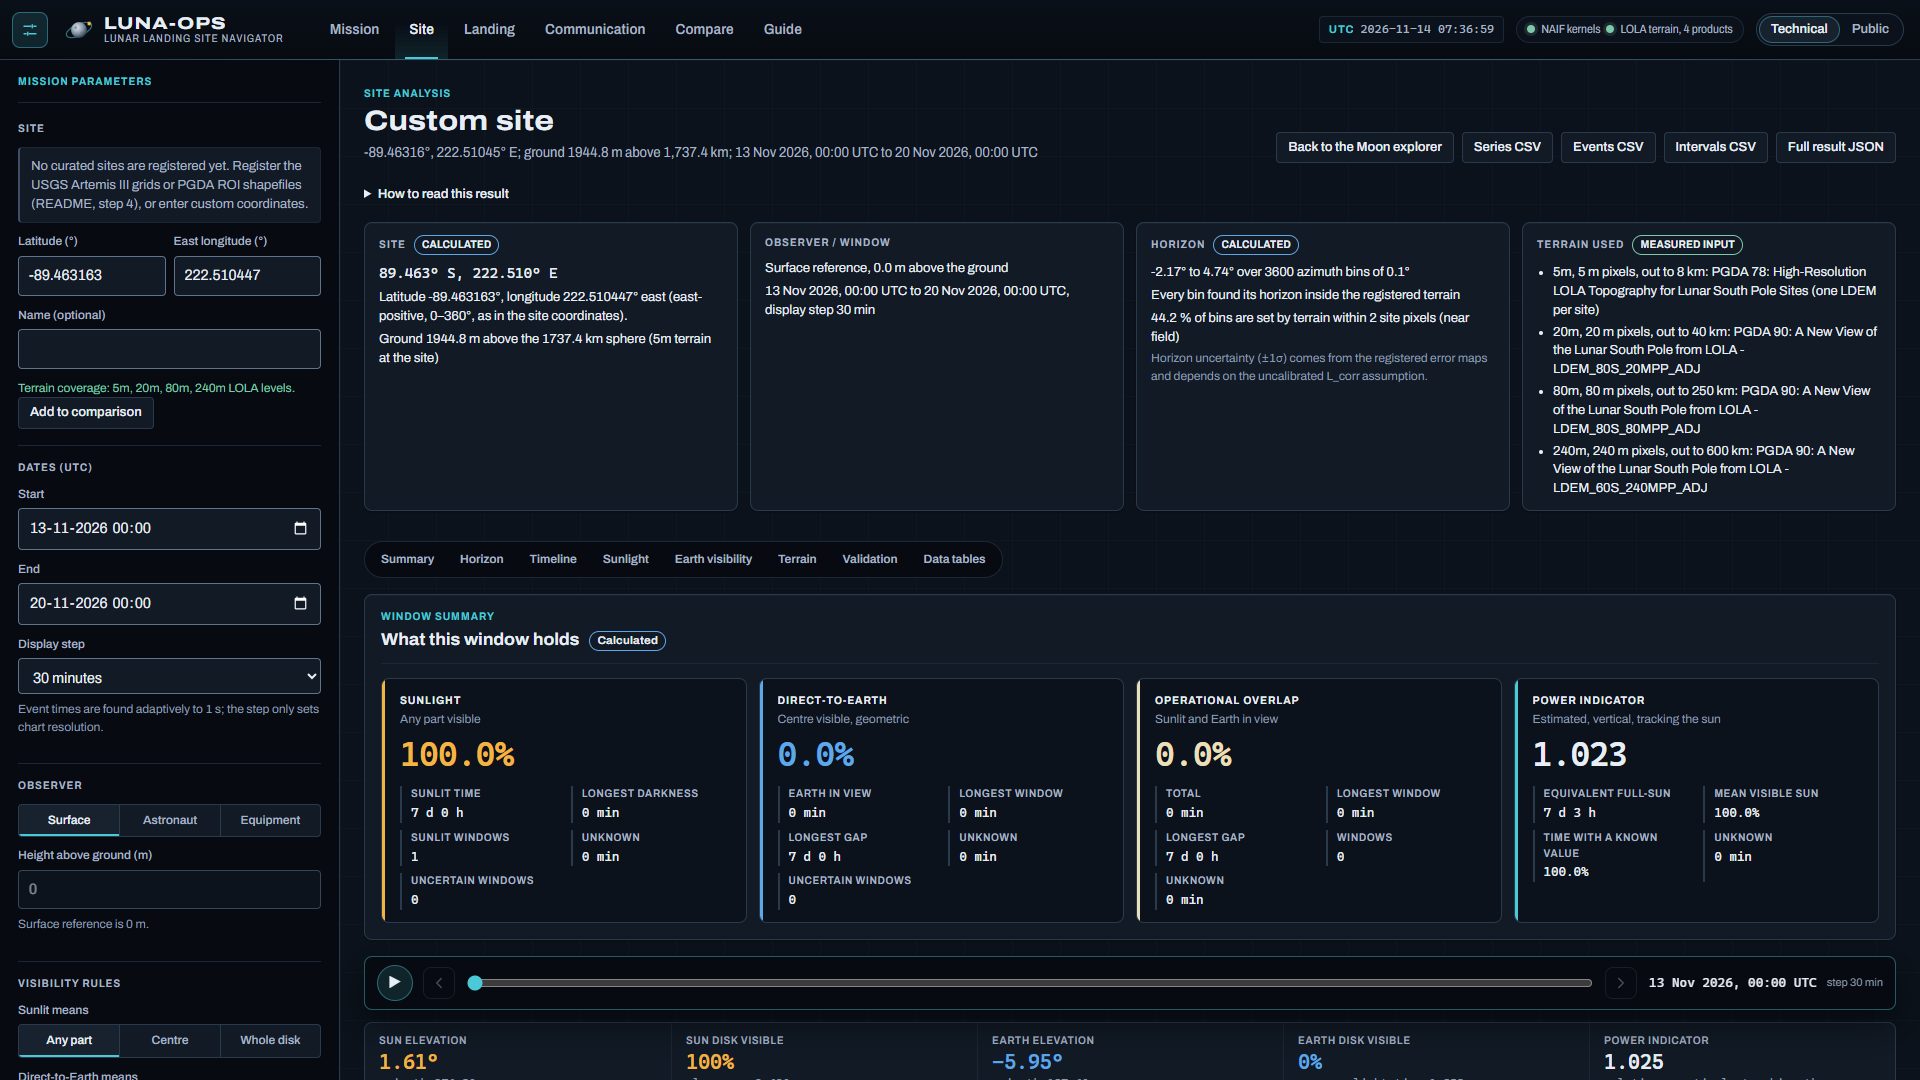 LUNA-OPS
LUNAR LANDING SITE NAVIGATOR
Mission
Site
Landing
Communication
Compare
Guide
UTC 2026-11-14 07:36:59
NAIF kernels
LOLA terrain, 4 products
Technical
Public
MISSION PARAMETERS
SITE
No curated sites are registered yet. Register the
USGS Artemis III grids or PGDA ROI shapefiles
(README, step 4), or enter custom coordinates.
Latitude (°)
East longitude (°)
-89.463163
222.510447
Name (optional)
Terrain coverage: 5m, 20m, 80m, 240m LOLA levels.
Add to comparison
DATES (UTC)
Start
13-11-2026 00:00
End
20-11-2026 00:00
Display step
30 minutes
Event times are found adaptively to 1 s; the step only sets
chart resolution.
OBSERVER
Surface
Astronaut
Equipment
Height above ground (m)
0
Surface reference is 0 m.
VISIBILITY RULES
Sunlit means
Any part
Centre
Whole disk
Direct-to-Earth means
SITE ANALYSIS
Custom site
-89.46316°, 222.51045° E; ground 1944.8 m above 1,737.4 km; 13 Nov 2026, 00:00 UTC to 20 Nov 2026, 00:00 UTC
Back to the Moon explorer
Series CSV
Events CSV
Intervals CSV
Full result JSON
How to read this result
SITE CALCULATED
89.463° S, 222.510° E
Latitude -89.463163°, longitude 222.510447° east (east-
positive, 0–360°, as in the site coordinates).
Ground 1944.8 m above the 1737.4 km sphere (5m terrain
at the site)
OBSERVER / WINDOW
Surface reference, 0.0 m above the ground
13 Nov 2026, 00:00 UTC to 20 Nov 2026, 00:00 UTC,
display step 30 min
HORIZON CALCULATED
-2.17° to 4.74° over 3600 azimuth bins of 0.1°
Every bin found its horizon inside the registered terrain
44.2 % of bins are set by terrain within 2 site pixels (near
field)
Horizon uncertainty (±1σ) comes from the registered error maps
and depends on the uncalibrated L_corr assumption.
TERRAIN USED MEASURED INPUT
5m, 5 m pixels, out to 8 km: PGDA 78: High-Resolution
LOLA Topography for Lunar South Pole Sites (one LDEM
per site)
20m, 20 m pixels, out to 40 km: PGDA 90: A New View of
the Lunar South Pole from LOLA -
LDEM_80S_20MPP_ADJ
80m, 80 m pixels, out to 250 km: PGDA 90: A New View
of the Lunar South Pole from LOLA -
LDEM_80S_80MPP_ADJ
240m, 240 m pixels, out to 600 km: PGDA 90: A New
View of the Lunar South Pole from LOLA -
LDEM_60S_240MPP_ADJ
Summary
Horizon
Timeline
Sunlight
Earth visibility
Terrain
Validation
Data tables
WINDOW SUMMARY
What this window holds Calculated
SUNLIGHT
Any part visible
100.0%
SUNLIT TIME
7 d 0 h
LONGEST DARKNESS
0 min
SUNLIT WINDOWS
1
UNKNOWN
0 min
UNCERTAIN WINDOWS
0
DIRECT-TO-EARTH
Centre visible, geometric
0.0%
EARTH IN VIEW
0 min
LONGEST WINDOW
0 min
LONGEST GAP
7 d 0 h
UNKNOWN
0 min
UNCERTAIN WINDOWS
0
OPERATIONAL OVERLAP
Sunlit and Earth in view
0.0%
TOTAL
0 min
LONGEST WINDOW
0 min
LONGEST GAP
7 d 0 h
WINDOWS
0
UNKNOWN
0 min
POWER INDICATOR
Estimated, vertical, tracking the sun
1.023
EQUIVALENT FULL-SUN
7 d 3 h
MEAN VISIBLE SUN
100.0%
TIME WITH A KNOWN
VALUE
100.0%
UNKNOWN
0 min
13 Nov 2026, 00:00 UTC
step 30 min
SUN ELEVATION
1.61°
SUN DISK VISIBLE
100%
EARTH ELEVATION
−5.95°
EARTH DISK VISIBLE
0%
POWER INDICATOR
1.025